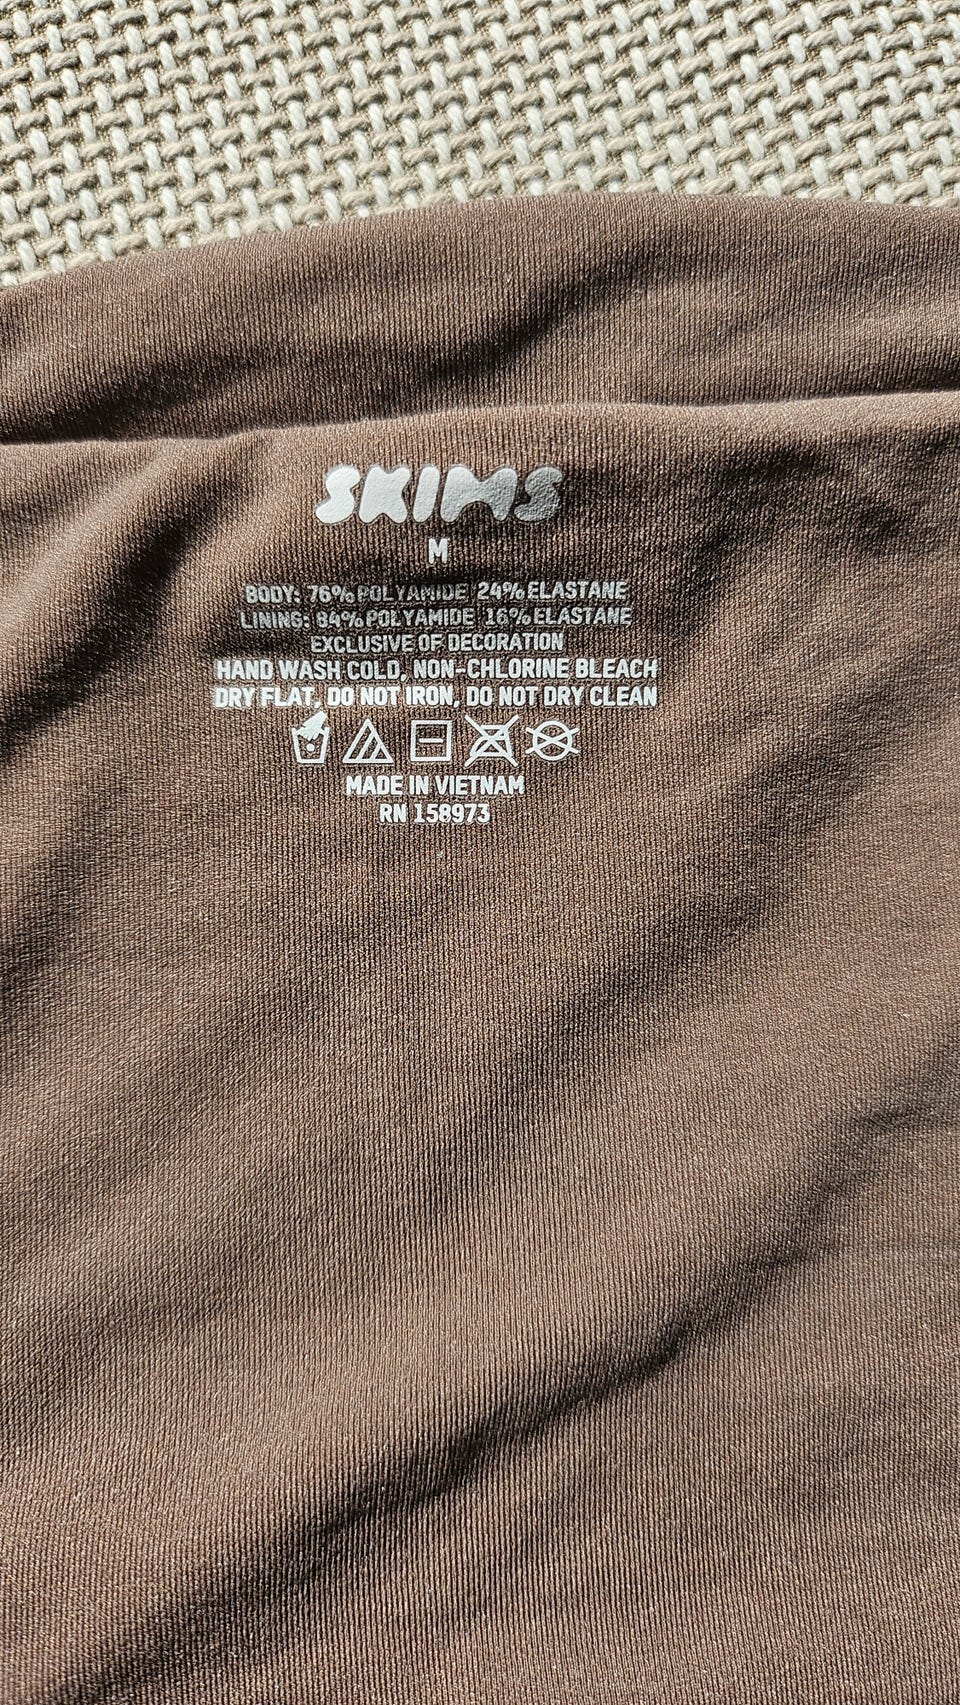 SKIMS
M
BODY: 76% POLYAMIDE 24% ELASTANE
LINING: 84% POLYAMIDE 16% ELASTANE
EXCLUSIVE OF DECORATION
HAND WASH COLD, NON-CHLORINE BLEACH
DRY FLAT, DO NOT IRON, DO NOT DRY CLEAN
MADE IN VIETNAM
RN 158973